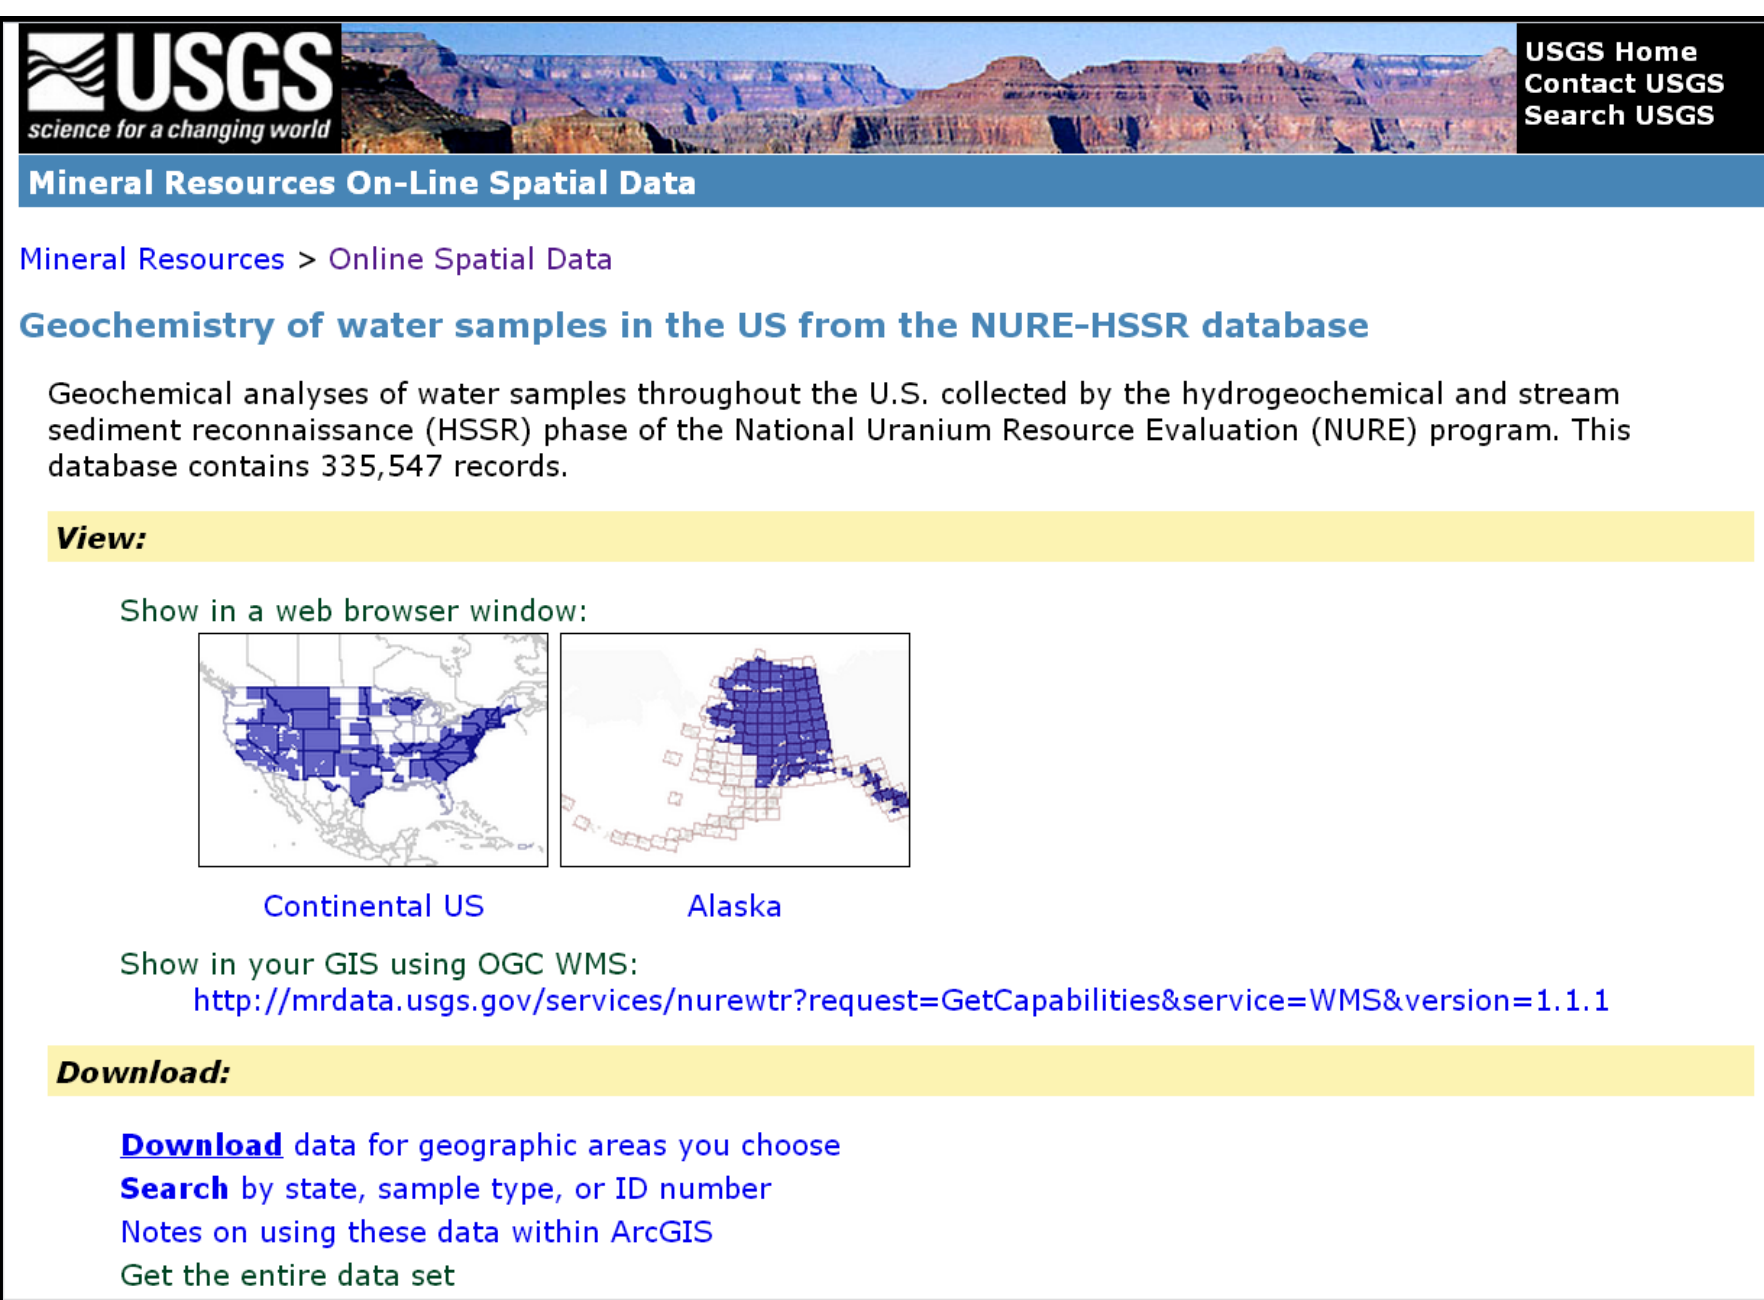 USGS
science for a changing world
USGS Home
Contact USGS
Search USGS
Mineral Resources On-Line Spatial Data
Mineral Resources > Online Spatial Data
Geochemistry of water samples in the US from the NURE-HSSR database
Geochemical analyses of water samples throughout the U.S. collected by the hydrogeochemical and stream
sediment reconnaissance (HSSR) phase of the National Uranium Resource Evaluation (NURE) program. This
database contains 335,547 records.
View:
Show in a web browser window:
Continental US
Alaska
Show in your GIS using OGC WMS:
http://mrdata.usgs.gov/services/nurewtr?request=GetCapabilities&service=WMS&version=1.1.1
Download:
Download data for geographic areas you choose
Search by state, sample type, or ID number
Notes on using these data within ArcGIS
Get the entire data set